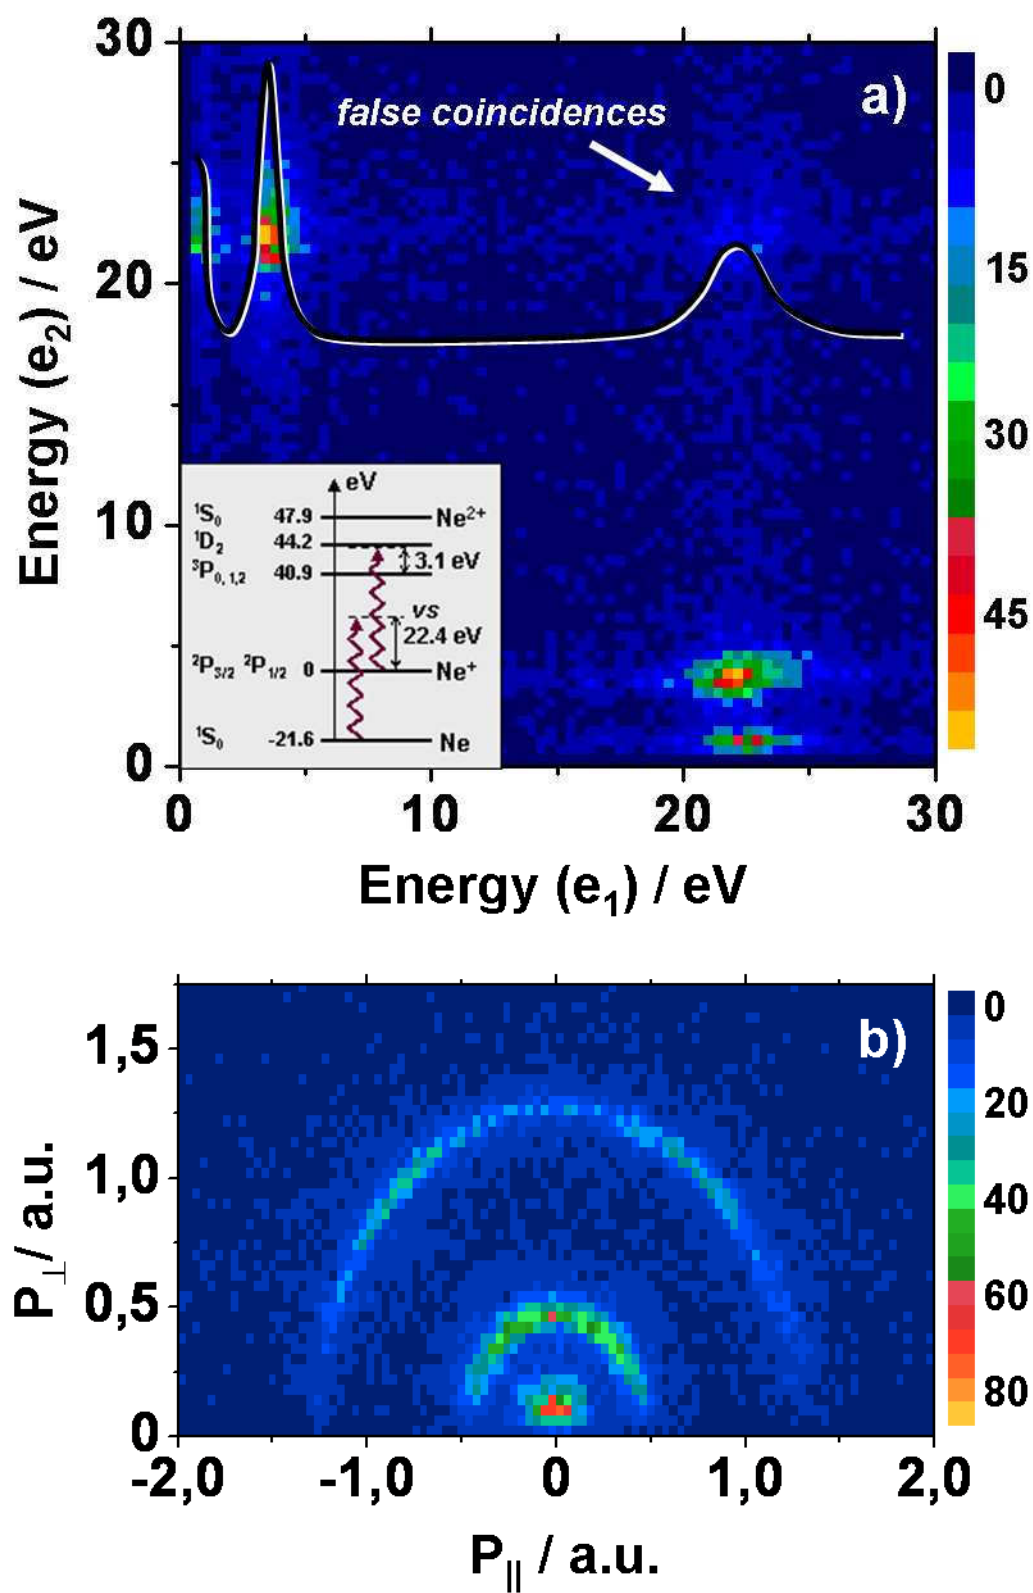 30
a)
false coincidences
0
15
30
45
20
10
0
Energy (e2) / eV
eV
1S0 47.9 Ne2+
1D2 44.2
3.1 eV
3P0, 1,2 40.9
vs
22.4 eV
2P3/2 2P1/2 0 Ne+
1S0 -21.6 Ne
0 10 20 30
Energy (e1) / eV
b)
0
20
40
60
80
1,5
1,0
0,5
0
P⊥ / a.u.
-2,0 -1,0 0 1,0 2,0
P|| / a.u.